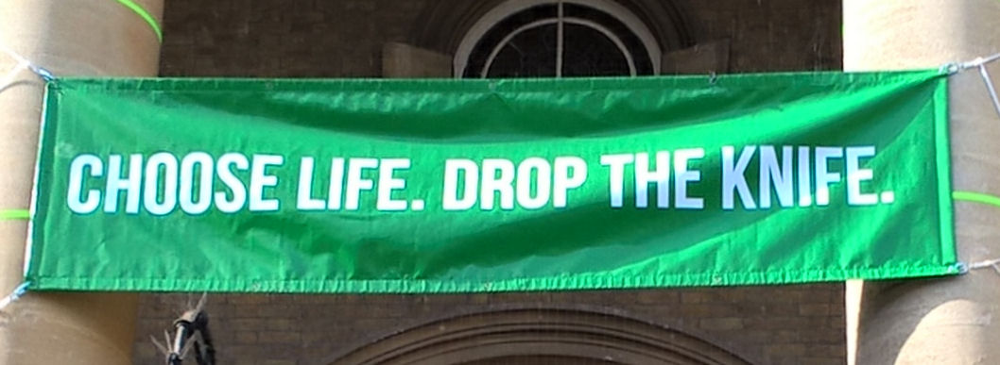 CHOOSE LIFE. DROP THE KNIFE.